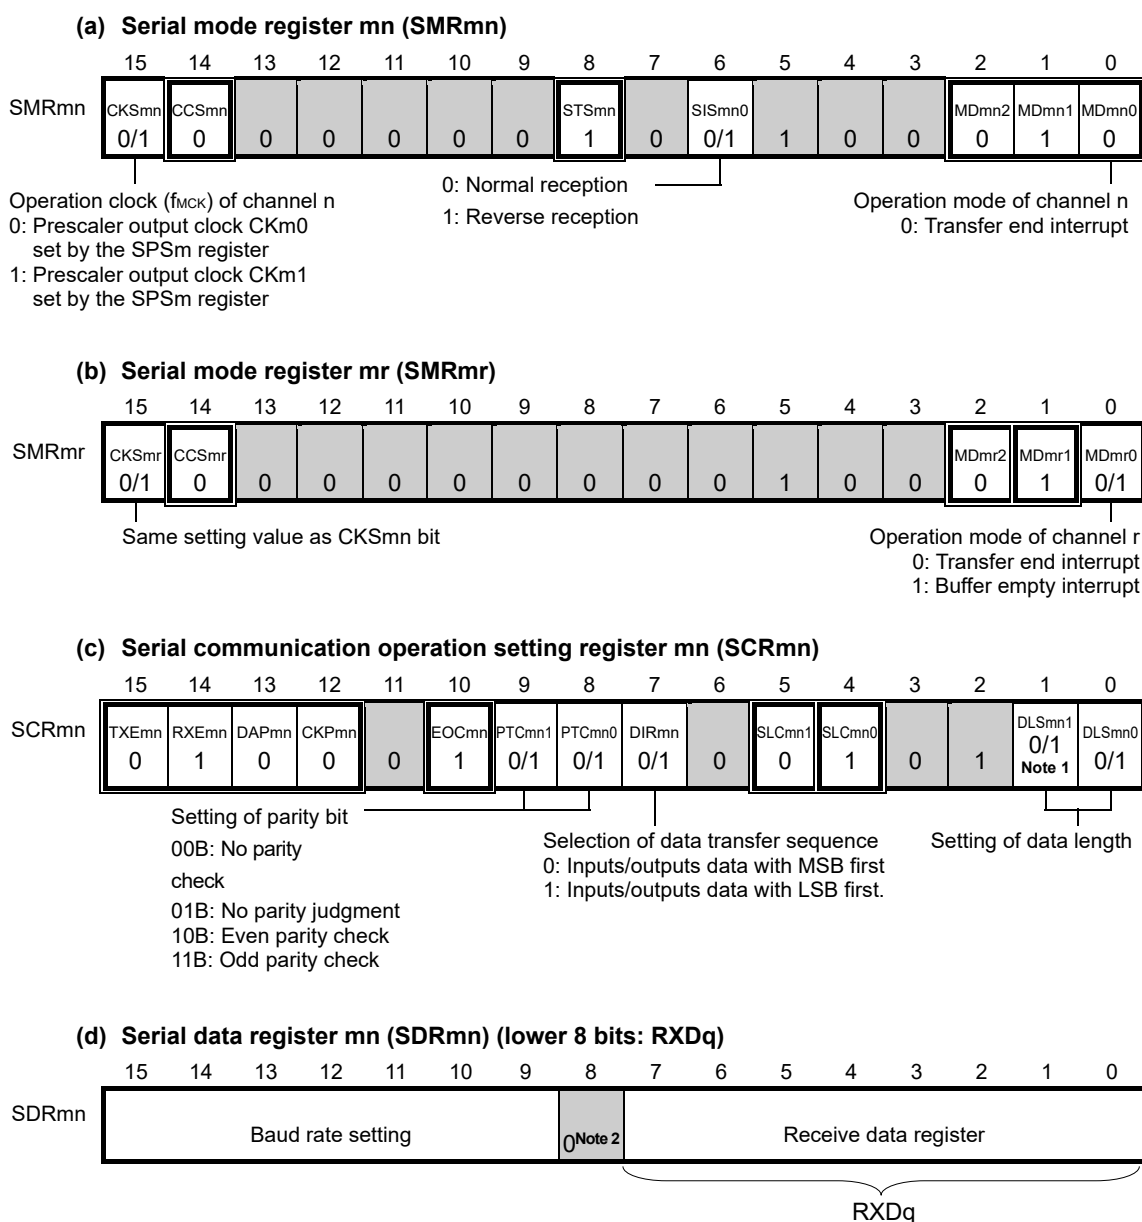 (a) Serial mode register mn (SMRmn)
15 14 13 12 11 10 9 8 7 6 5 4 3 2 1 0
SMRmn CKSmn CCSmn STSmn SISmn0 MDmn2 MDmn1 MDmn0
0/1 0 0 0 0 0 0 1 0 0/1 1 0 0 0 1 0
Operation clock (fMCK) of channel n
0: Prescaler output clock CKm0
set by the SPSm register
1: Prescaler output clock CKm1
set by the SPSm register
0: Normal reception
1: Reverse reception
Operation mode of channel n
0: Transfer end interrupt
(b) Serial mode register mr (SMRmr)
15 14 13 12 11 10 9 8 7 6 5 4 3 2 1 0
SMRmr CKSmr CCSmr MDmr2 MDmr1 MDmr0
0/1 0 0 0 0 0 0 0 0 0 1 0 0 0 1 0/1
Same setting value as CKSmn bit
Operation mode of channel r
0: Transfer end interrupt
1: Buffer empty interrupt
(c) Serial communication operation setting register mn (SCRmn)
15 14 13 12 11 10 9 8 7 6 5 4 3 2 1 0
SCRmn TXEmn RXEmn DAPmn CKPmn EOCmn PTCmn1 PTCmn0 DIRmn SLCmn1 SLCmn0 DLSmn1 DLSmn0
0 1 0 0 0 1 0/1 0/1 0/1 0 0 1 0 1 0/1 0/1
Note 1
Setting of parity bit
00B: No parity
check
01B: No parity judgment
10B: Even parity check
11B: Odd parity check
Selection of data transfer sequence
0: Inputs/outputs data with MSB first
1: Inputs/outputs data with LSB first.
Setting of data length
(d) Serial data register mn (SDRmn) (lower 8 bits: RXDq)
15 14 13 12 11 10 9 8 7 6 5 4 3 2 1 0
SDRmn Baud rate setting 0Note 2 Receive data register
RXDq